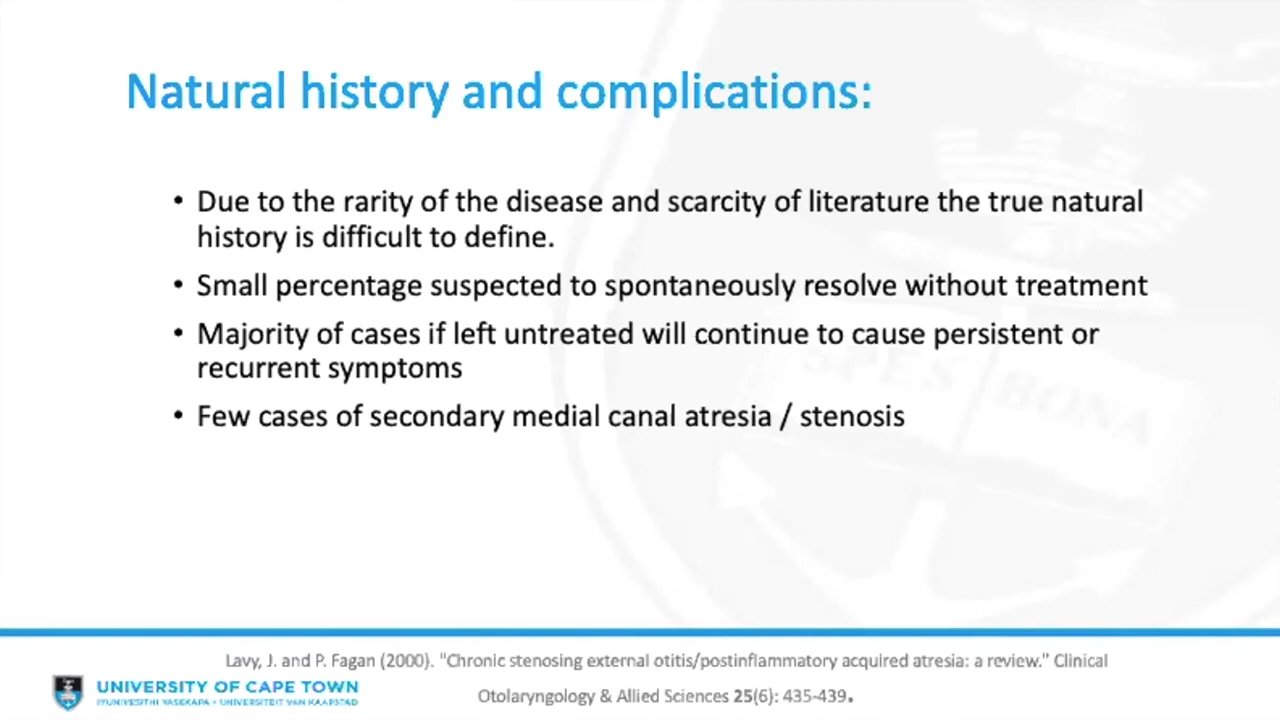 Natural history and complications:
• Due to the rarity of the disease and scarcity of literature the true natural
history is difficult to define.
• Small percentage suspected to spontaneously resolve without treatment
• Majority of cases if left untreated will continue to cause persistent or
recurrent symptoms
• Few cases of secondary medial canal atresia / stenosis
SPES BONA
Lavy, J. and P. Fagan (2000). "Chronic stenosing external otitis/postinflammatory acquired atresia: a review." Clinical
Otolaryngology & Allied Sciences 25(6): 435-439.
UNIVERSITY OF CAPE TOWN
IYUNIVESITHI YASEKAPA • UNIVERSITEIT VAN KAAPSTAD